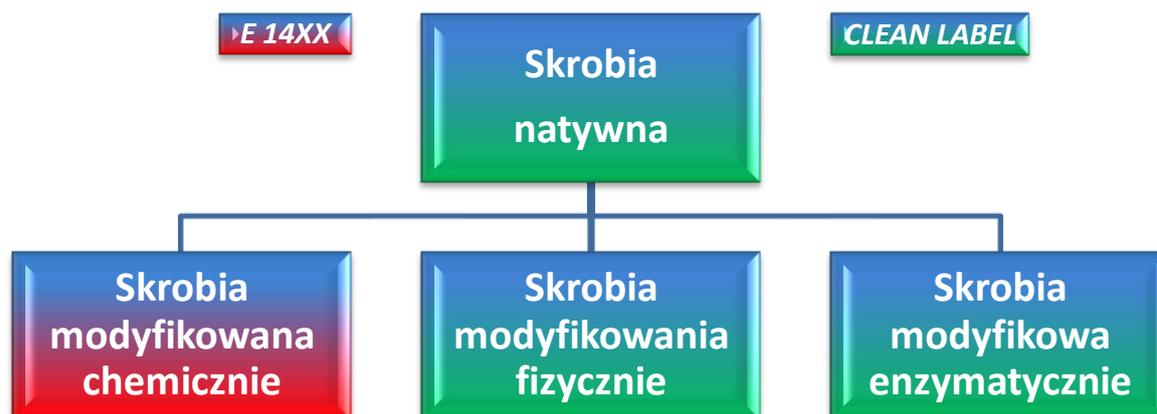 E 14XX
CLEAN LABEL
Skrobia
natywna
Skrobia
modyfikowana
chemicznie
Skrobia
modyfikowania
fizycznie
Skrobia
modyfikowa
enzymatycznie